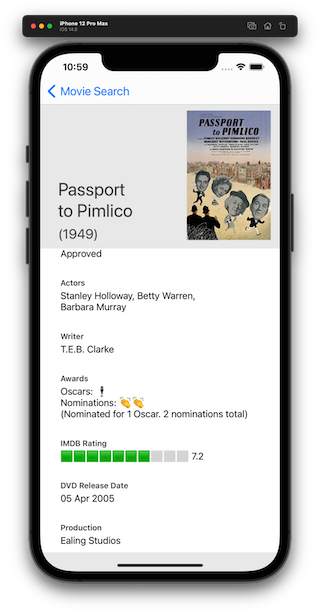 iPhone 12 Pro Max
iOS 14.0
10:59
Movie Search
PASSPORT
to PIMLICO
Passport
to Pimlico
(1949)
Approved
Actors
Stanley Holloway, Betty Warren,
Barbara Murray
Writer
T.E.B. Clarke
Awards
Oscars: 🕴
Nominations: 👏👏
(Nominated for 1 Oscar. 2 nominations total)
IMDB Rating
7.2
DVD Release Date
05 Apr 2005
Production
Ealing Studios